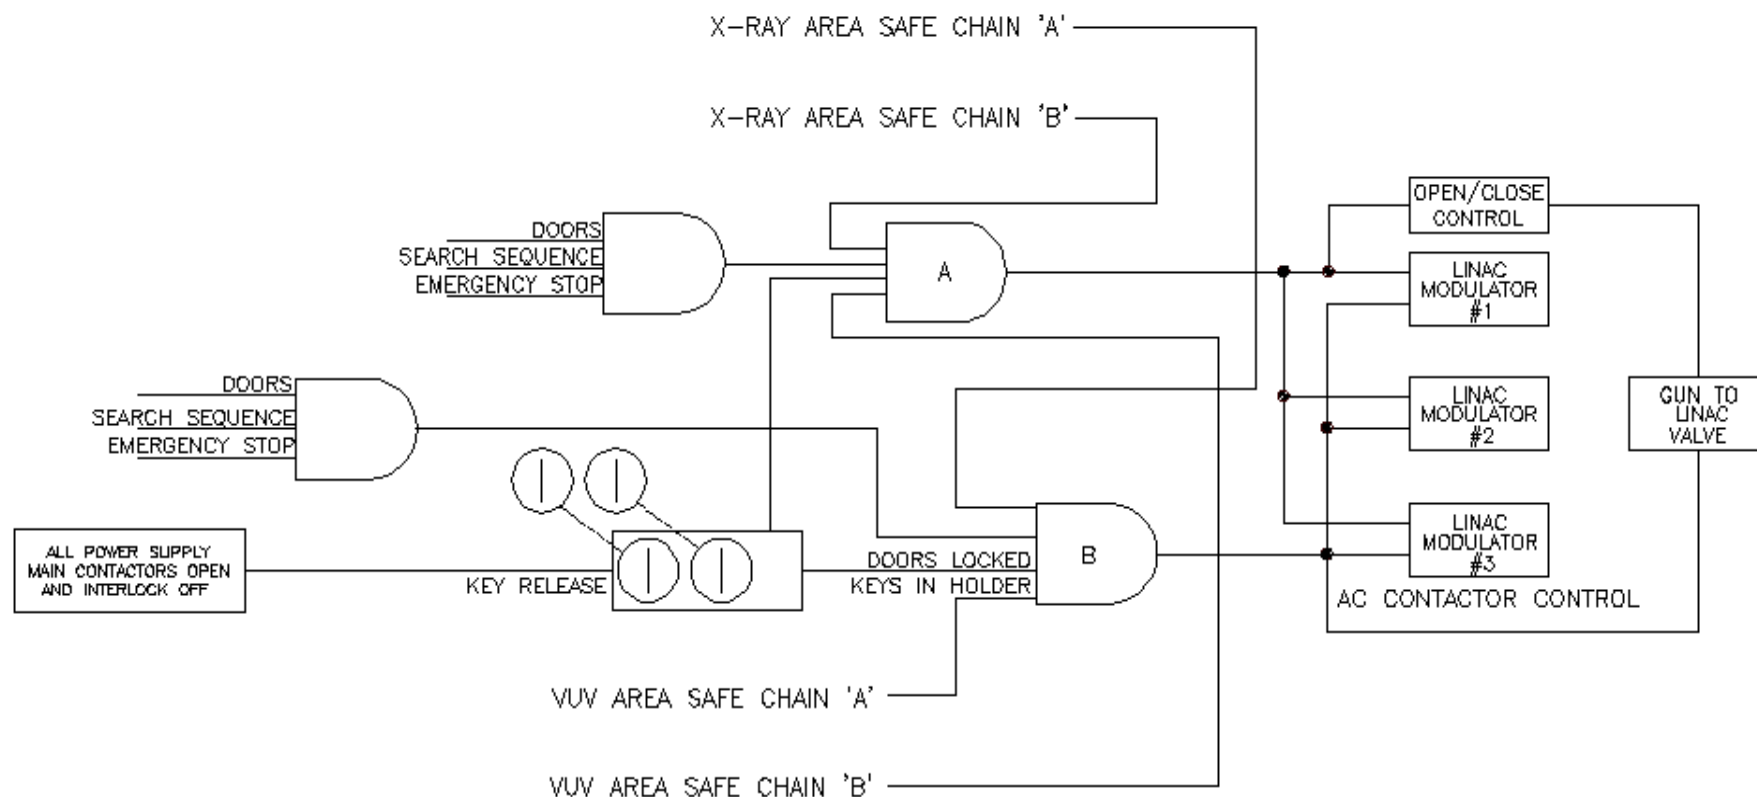 X-RAY AREA SAFE CHAIN 'A'
X-RAY AREA SAFE CHAIN 'B'
OPEN/CLOSE
CONTROL
DOORS
SEARCH SEQUENCE
EMERGENCY STOP
A
LINAC
MODULATOR
#1
DOORS
SEARCH SEQUENCE
EMERGENCY STOP
LINAC
MODULATOR
#2
GUN TO
LINAC
VALVE
ALL POWER SUPPLY
MAIN CONTACTORS OPEN
AND INTERLOCK OFF
KEY RELEASE
DOORS LOCKED
KEYS IN HOLDER
B
LINAC
MODULATOR
#3
AC CONTACTOR CONTROL
VUV AREA SAFE CHAIN 'A'
VUV AREA SAFE CHAIN 'B'